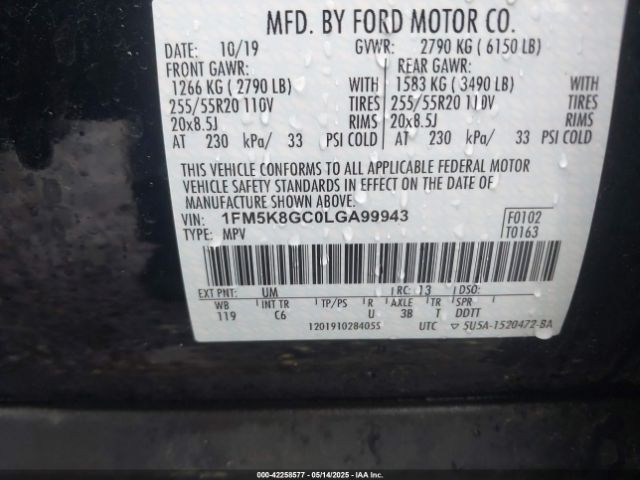 MFD. BY FORD MOTOR CO.
DATE: 10/19 GVWR: 2790 KG ( 6150 LB)
FRONT GAWR: REAR GAWR:
1266 KG ( 2790 LB) WITH 1583 KG ( 3490 LB) WITH
255/55R20 110V TIRES 255/55R20 110V TIRES
20x8.5J RIMS 20x8.5J RIMS
AT 230 kPa/ 33 PSI COLD AT 230 kPa/ 33 PSI COLD
THIS VEHICLE CONFORMS TO ALL APPLICABLE FEDERAL MOTOR
VEHICLE SAFETY STANDARDS IN EFFECT ON THE DATE OF
MANUFACTURE SHOWN ABOVE.
VIN: 1FM5K8GC0LGA99943 F0102
TYPE: MPV T0163
EXT PNT: UM RC: 13 DSO:
WB INT TR TP/PS R AXLE TR SPR
119 C6 U 3B T DDTT
1201910284055 UTC ▽ 5U5A-1520472-BA
000-42258577 - 05/14/2025 - Copyright IAAI